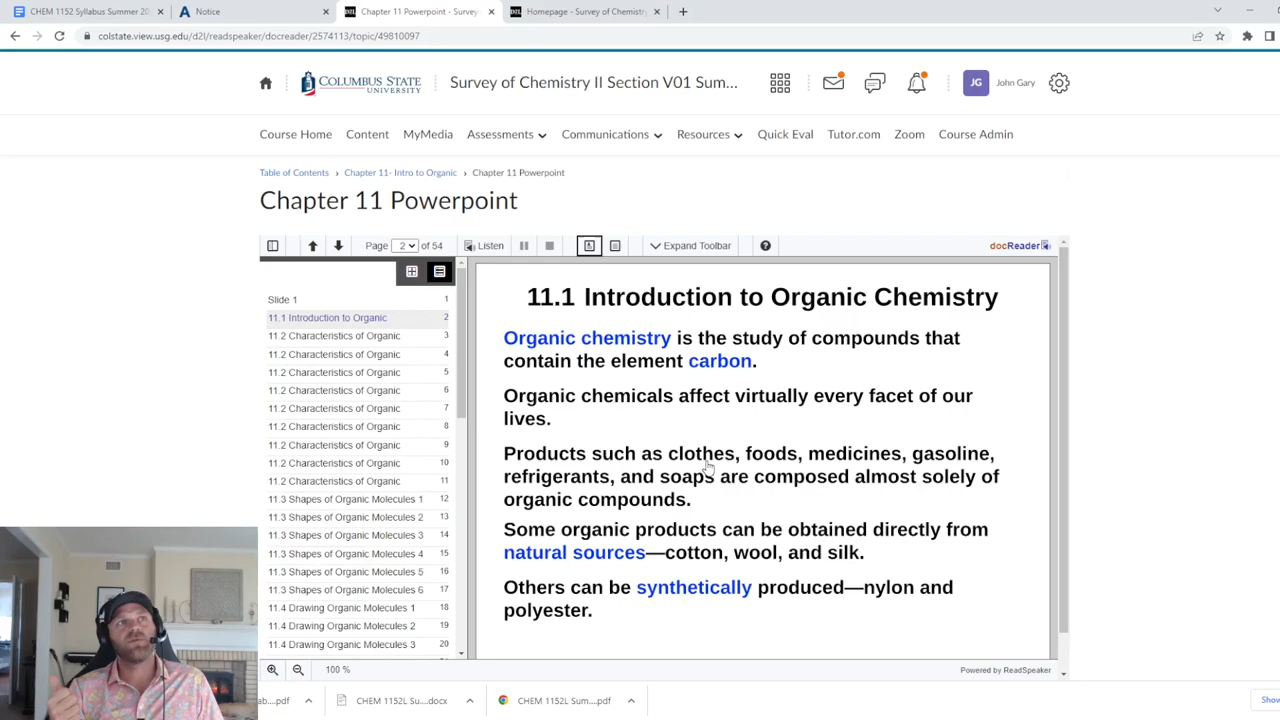 CHEM 1152 Syllabus Summer 20
Notice
Chapter 11 Powerpoint - Survey
Homepage - Survey of Chemistry
colstate.view.usg.edu/d2l/readspeaker/docreader/2574113/topic/49810097
COLUMBUS STATE
UNIVERSITY
Survey of Chemistry II Section V01 Sum...
JG
John Gary
Course Home
Content
MyMedia
Assessments
Communications
Resources
Quick Eval
Tutor.com
Zoom
Course Admin
Table of Contents › Chapter 11- Intro to Organic › Chapter 11 Powerpoint
Chapter 11 Powerpoint
Page 2 of 54
Listen
Expand Toolbar
docReader
Slide 1 1
11.1 Introduction to Organic 2
11.2 Characteristics of Organic 3
11.2 Characteristics of Organic 4
11.2 Characteristics of Organic 5
11.2 Characteristics of Organic 6
11.2 Characteristics of Organic 7
11.2 Characteristics of Organic 8
11.2 Characteristics of Organic 9
11.2 Characteristics of Organic 10
11.2 Characteristics of Organic 11
11.3 Shapes of Organic Molecules 1 12
11.3 Shapes of Organic Molecules 2 13
11.3 Shapes of Organic Molecules 3 14
11.3 Shapes of Organic Molecules 4 15
11.3 Shapes of Organic Molecules 5 16
11.3 Shapes of Organic Molecules 6 17
11.4 Drawing Organic Molecules 1 18
11.4 Drawing Organic Molecules 2 19
11.4 Drawing Organic Molecules 3 20
11.1 Introduction to Organic Chemistry
Organic chemistry is the study of compounds that
contain the element carbon.
Organic chemicals affect virtually every facet of our
lives.
Products such as clothes, foods, medicines, gasoline,
refrigerants, and soaps are composed almost solely of
organic compounds.
Some organic products can be obtained directly from
natural sources—cotton, wool, and silk.
Others can be synthetically produced—nylon and
polyester.
100 %
Powered by ReadSpeaker
ab....pdf
CHEM 1152L Su....docx
CHEM 1152L Sum....pdf
Show